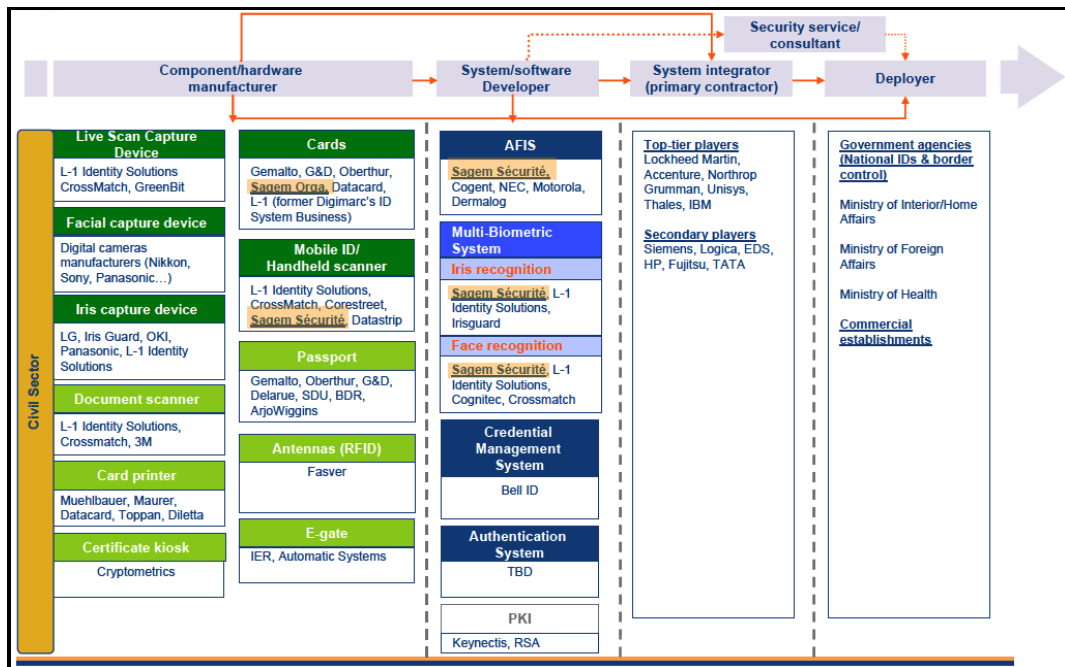 Security service/
consultant
Component/hardware
manufacturer
System/software
Developer
System integrator
(primary contractor)
Deployer
Civil Sector
Live Scan Capture
Device
L-1 Identity Solutions
CrossMatch, GreenBit
Facial capture device
Digital cameras
manufacturers (Nikkon,
Sony, Panasonic...)
Iris capture device
LG, Iris Guard, OKI,
Panasonic, L-1 Identity
Solutions
Document scanner
L-1 Identity Solutions,
Crossmatch, 3M
Card printer
Muehlbauer, Maurer,
Datacard, Toppan, Diletta
Certificate kiosk
Cryptometrics
Cards
Gemalto, G&D, Oberthur,
Sagem Orga, Datacard,
L-1 (former Digimarc's ID
System Business)
Mobile ID/
Handheld scanner
L-1 Identity Solutions,
CrossMatch, Corestreet,
Sagem Sécurité, Datastrip
Passport
Gemalto, Oberthur, G&D,
Delarue, SDU, BDR,
ArjoWiggins
Antennas (RFID)
Fasver
E-gate
IER, Automatic Systems
AFIS
Sagem Sécurité,
Cogent, NEC, Motorola,
Dermalog
Multi-Biometric
System
Iris recognition
Sagem Sécurité, L-1
Identity Solutions,
Irisguard
Face recognition
Sagem Sécurité, L-1
Identity Solutions,
Cognitec, Crossmatch
Credential
Management
System
Bell ID
Authentication
System
TBD
PKI
Keynectis, RSA
Top-tier players
Lockheed Martin,
Accenture, Northrop
Grumman, Unisys,
Thales, IBM
Secondary players
Siemens, Logica, EDS,
HP, Fujitsu, TATA
Government agencies
(National IDs & border
control)
Ministry of Interior/Home
Affairs
Ministry of Foreign
Affairs
Ministry of Health
Commercial
establishments